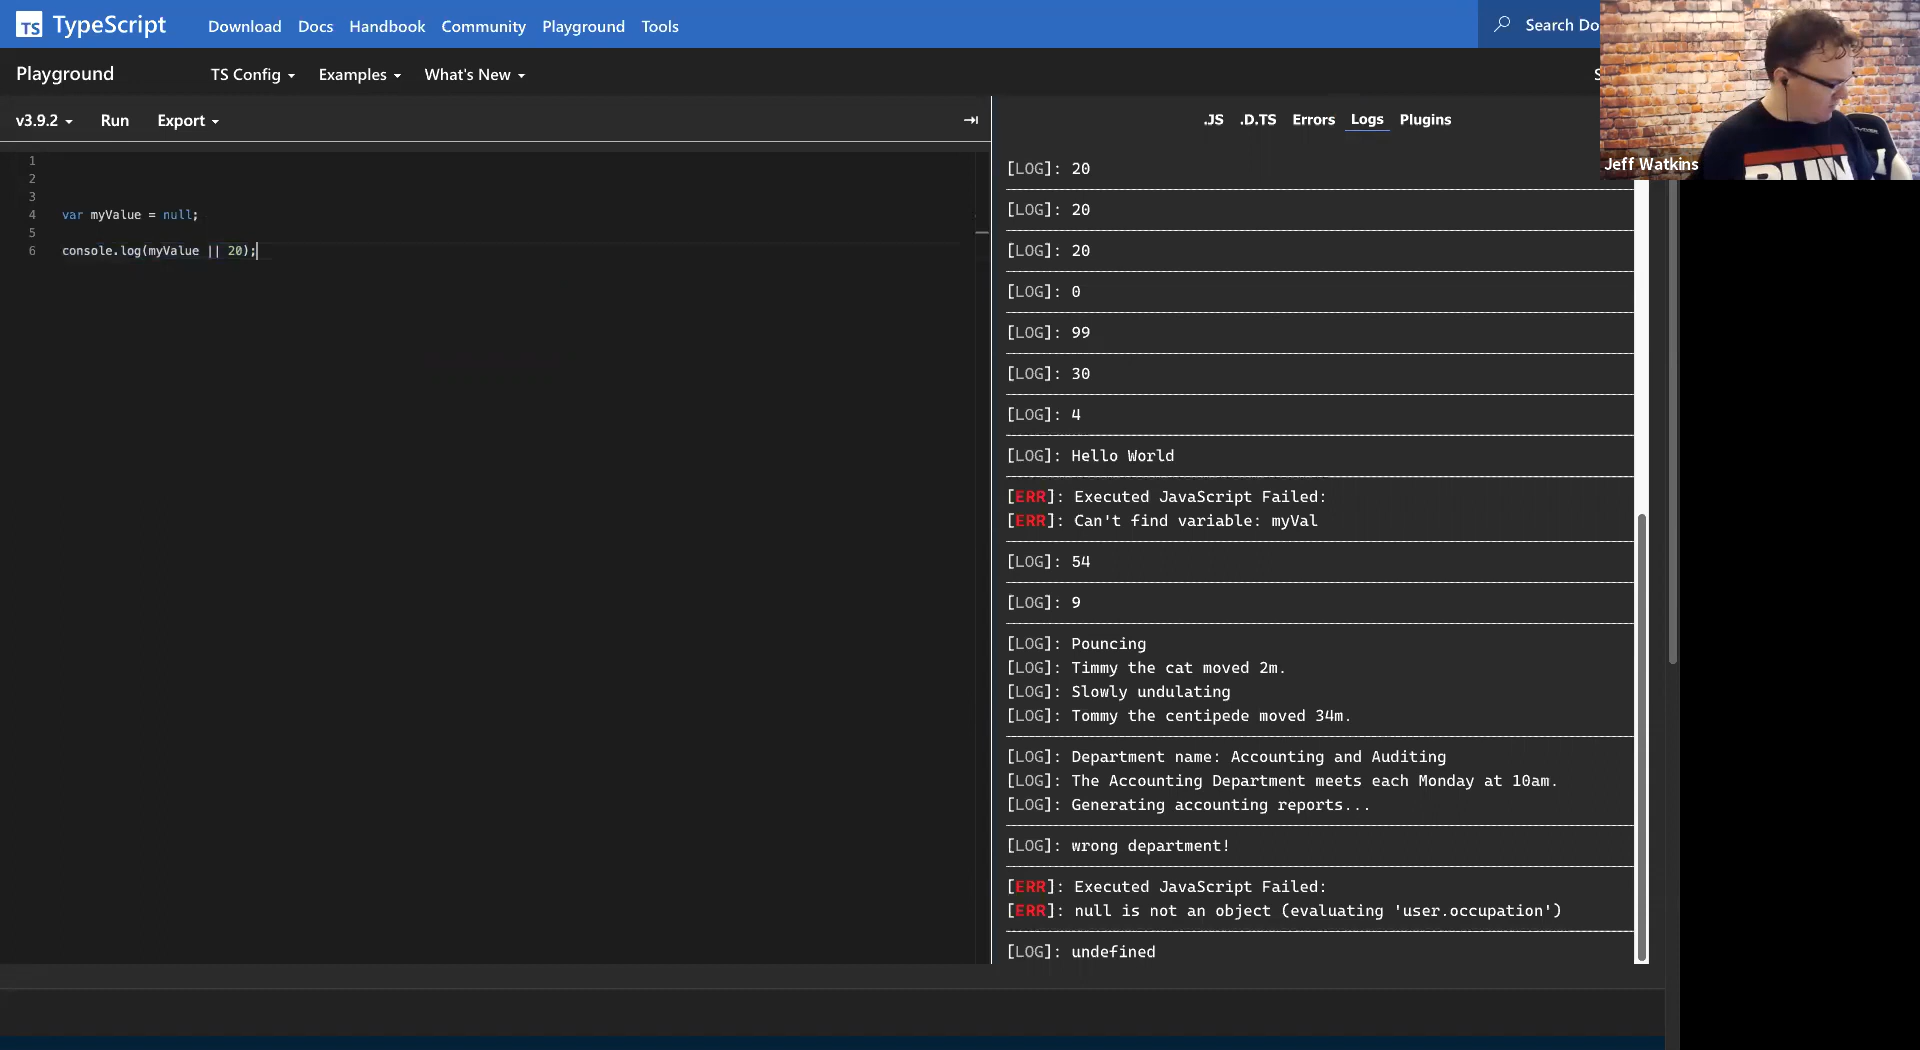 TS TypeScript
Download Docs Handbook Community Playground Tools
Search Do
Playground
TS Config Examples What's New
v3.9.2 Run Export
.JS .D.TS Errors Logs Plugins
Jeff Watkins
1
2
3
4 var myValue = null;
5
6 console.log(myValue || 20);
[LOG]: 20
[LOG]: 20
[LOG]: 20
[LOG]: 0
[LOG]: 99
[LOG]: 30
[LOG]: 4
[LOG]: Hello World
[ERR]: Executed JavaScript Failed:
[ERR]: Can't find variable: myVal
[LOG]: 54
[LOG]: 9
[LOG]: Pouncing
[LOG]: Timmy the cat moved 2m.
[LOG]: Slowly undulating
[LOG]: Tommy the centipede moved 34m.
[LOG]: Department name: Accounting and Auditing
[LOG]: The Accounting Department meets each Monday at 10am.
[LOG]: Generating accounting reports...
[LOG]: wrong department!
[ERR]: Executed JavaScript Failed:
[ERR]: null is not an object (evaluating 'user.occupation')
[LOG]: undefined